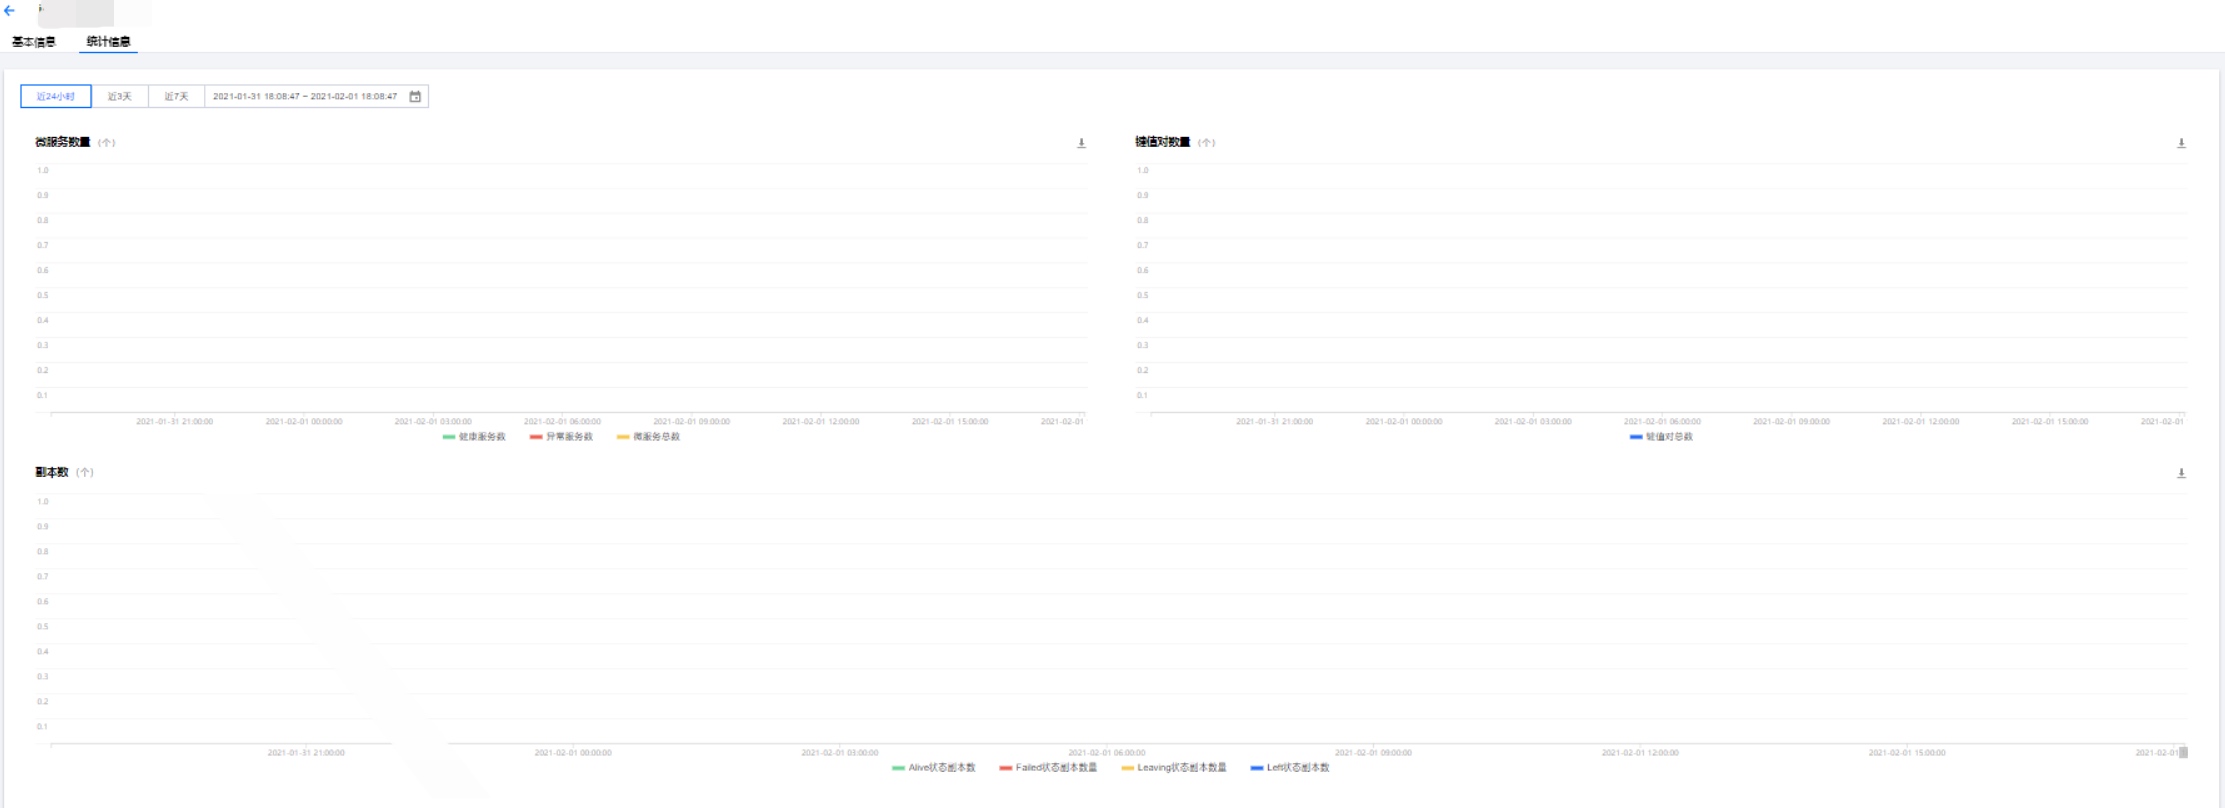 基本信息 统计信息
近24小时 近3天 近7天 2021-01-31 18:08:47 ~ 2021-02-01 18:08:47
微服务数量 (个)
1.0
0.9
0.8
0.7
0.6
0.5
0.4
0.3
0.2
0.1
2021-01-31 21:00:00 2021-02-01 00:00:00 2021-02-01 03:00:00 2021-02-01 06:00:00 2021-02-01 09:00:00 2021-02-01 12:00:00 2021-02-01 15:00:00 2021-02-01
健康服务数 异常服务数 微服务总数
键值对数量 (个)
1.0
0.9
0.8
0.7
0.6
0.5
0.4
0.3
0.2
0.1
2021-01-31 21:00:00 2021-02-01 00:00:00 2021-02-01 03:00:00 2021-02-01 06:00:00 2021-02-01 09:00:00 2021-02-01 12:00:00 2021-02-01 15:00:00 2021-02-01
键值对总数
副本数 (个)
1.0
0.9
0.8
0.7
0.6
0.5
0.4
0.3
0.2
0.1
2021-01-31 21:00:00 2021-02-01 00:00:00 2021-02-01 03:00:00 2021-02-01 06:00:00 2021-02-01 09:00:00 2021-02-01 12:00:00 2021-02-01 15:00:00 2021-02-01
Alive状态副本数 Failed状态副本数量 Leaving状态副本数量 Left状态副本数